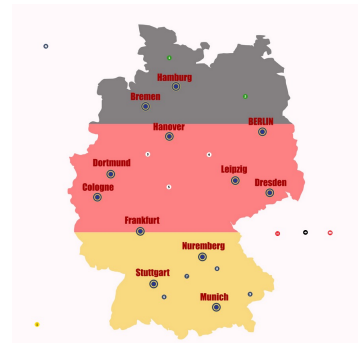 Hamburg
Bremen
BERLIN
Hanover
Dortmund
Leipzig
Dresden
Cologne
Frankfurt
Nuremberg
Stuttgart
Munich